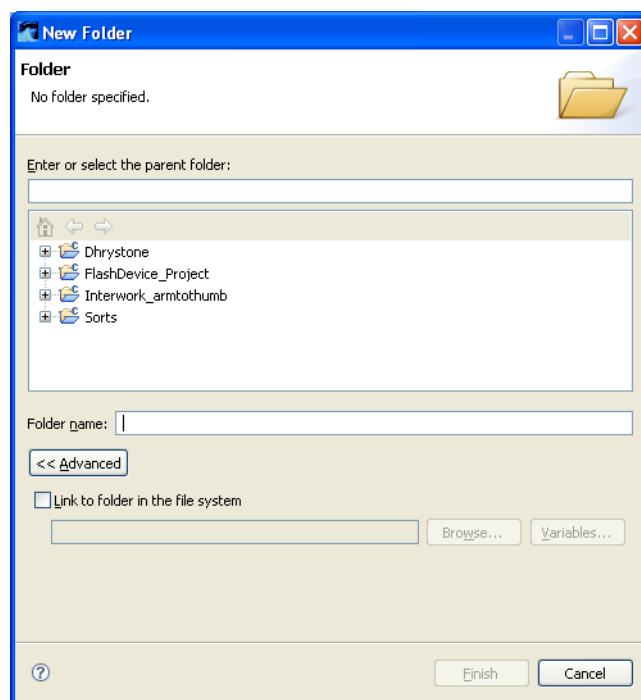 New Folder
Folder
No folder specified.
Enter or select the parent folder:
Dhrystone
FlashDevice_Project
Interwork_armtothumb
Sorts
Folder name:
<< Advanced
Link to folder in the file system
Browse... Variables...
Finish Cancel